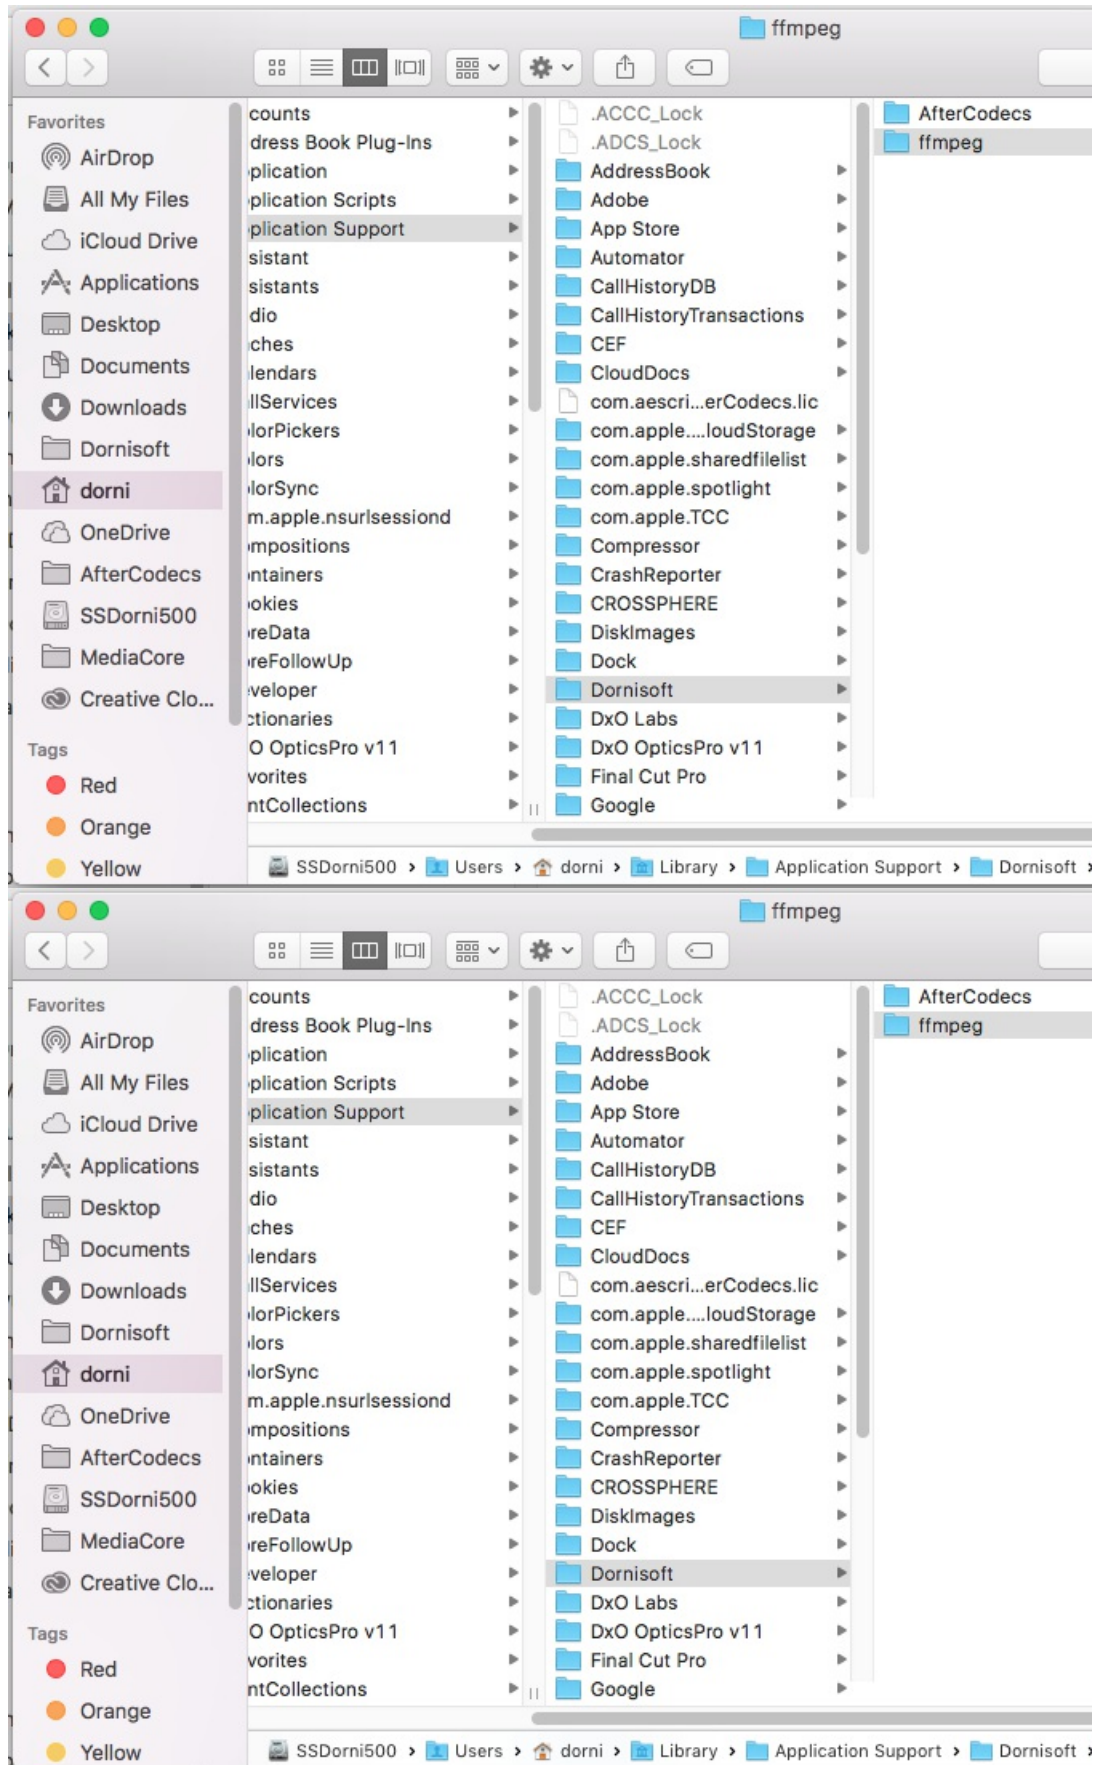 ffmpeg
Favorites
AirDrop
All My Files
iCloud Drive
Applications
Desktop
Documents
Downloads
Dornisoft
dorni
OneDrive
AfterCodecs
SSDorni500
MediaCore
Creative Clo...
Tags
Red
Orange
Yellow
counts
dress Book Plug-Ins
plication
plication Scripts
plication Support
sistant
sistants
dio
ches
lendars
llServices
lorPickers
lors
lorSync
m.apple.nsurlsessiond
mpositions
ntainers
okies
reData
reFollowUp
veloper
ctionaries
O OpticsPro v11
vorites
ntCollections
.ACCC_Lock
.ADCS_Lock
AddressBook
Adobe
App Store
Automator
CallHistoryDB
CallHistoryTransactions
CEF
CloudDocs
com.aescri...erCodecs.lic
com.apple....loudStorage
com.apple.sharedfilelist
com.apple.spotlight
com.apple.TCC
Compressor
CrashReporter
CROSSPHERE
DiskImages
Dock
Dornisoft
DxO Labs
DxO OpticsPro v11
Final Cut Pro
Google
AfterCodecs
ffmpeg
SSDorni500 › Users › dorni › Library › Application Support › Dornisoft ›
ffmpeg
Favorites
AirDrop
All My Files
iCloud Drive
Applications
Desktop
Documents
Downloads
Dornisoft
dorni
OneDrive
AfterCodecs
SSDorni500
MediaCore
Creative Clo...
Tags
Red
Orange
Yellow
counts
dress Book Plug-Ins
plication
plication Scripts
plication Support
sistant
sistants
dio
ches
lendars
llServices
lorPickers
lors
lorSync
m.apple.nsurlsessiond
mpositions
ntainers
okies
reData
reFollowUp
veloper
ctionaries
O OpticsPro v11
vorites
ntCollections
.ACCC_Lock
.ADCS_Lock
AddressBook
Adobe
App Store
Automator
CallHistoryDB
CallHistoryTransactions
CEF
CloudDocs
com.aescri...erCodecs.lic
com.apple....loudStorage
com.apple.sharedfilelist
com.apple.spotlight
com.apple.TCC
Compressor
CrashReporter
CROSSPHERE
DiskImages
Dock
Dornisoft
DxO Labs
DxO OpticsPro v11
Final Cut Pro
Google
AfterCodecs
ffmpeg
SSDorni500 › Users › dorni › Library › Application Support › Dornisoft ›